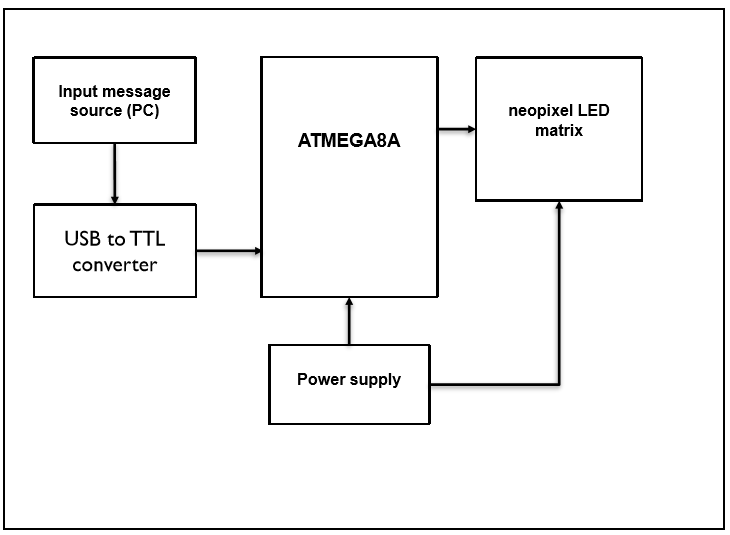 Input message
source (PC)
ATMEGA8A
neopixel LED
matrix
USB to TTL
converter
Power supply